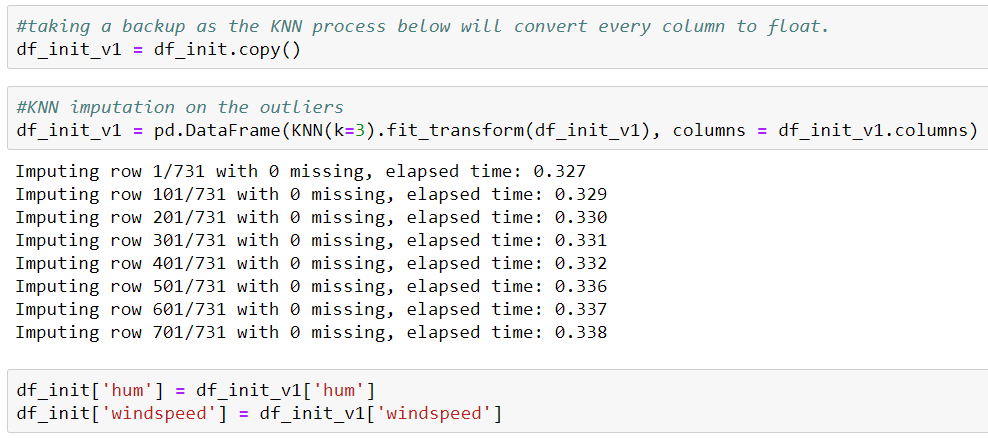 #taking a backup as the KNN process below will convert every column to float.
df_init_v1 = df_init.copy()
#KNN imputation on the outliers
df_init_v1 = pd.DataFrame(KNN(k=3).fit_transform(df_init_v1), columns = df_init_v1.columns)
Imputing row 1/731 with 0 missing, elapsed time: 0.327
Imputing row 101/731 with 0 missing, elapsed time: 0.329
Imputing row 201/731 with 0 missing, elapsed time: 0.330
Imputing row 301/731 with 0 missing, elapsed time: 0.331
Imputing row 401/731 with 0 missing, elapsed time: 0.332
Imputing row 501/731 with 0 missing, elapsed time: 0.336
Imputing row 601/731 with 0 missing, elapsed time: 0.337
Imputing row 701/731 with 0 missing, elapsed time: 0.338
df_init['hum'] = df_init_v1['hum']
df_init['windspeed'] = df_init_v1['windspeed']